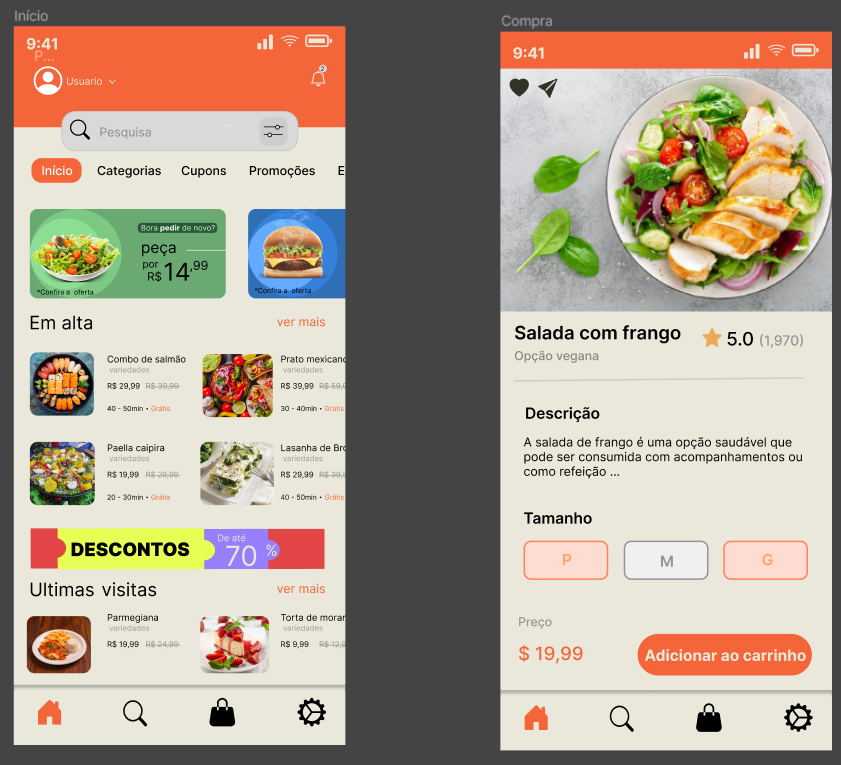 Início
9:41
P...
Usuario
2
Pesquisa
Início Categorias Cupons Promoções E
Bora pedir de novo?
peça
por
R$ 14,99
*Confira a oferta
*Confira a oferta
Em alta
ver mais
Combo de salmão
variedades
R$ 29,99 R$ 39,99
40 - 50min • Grátis
Prato mexicano
variedades
R$ 39,99 R$ 59,9
30 - 40min • Grátis
Paella caipira
variedades
R$ 19,99 R$ 29,99
20 - 30min • Grátis
Lasanha de Bro
variedades
R$ 29,99 R$ 39,9
40 - 50min • Grátis
DESCONTOS
De até
70 %
Ultimas visitas
ver mais
Parmegiana
variedades
R$ 19,99 R$ 24,99
Torta de morar
variedades
R$ 9,99 R$ 12,9
Compra
9:41
Salada com frango
5.0 (1,970)
Opção vegana
Descrição
A salada de frango é uma opção saudável que
pode ser consumida com acompanhamentos ou
como refeição ...
Tamanho
P M G
Preço
$ 19,99
Adicionar ao carrinho